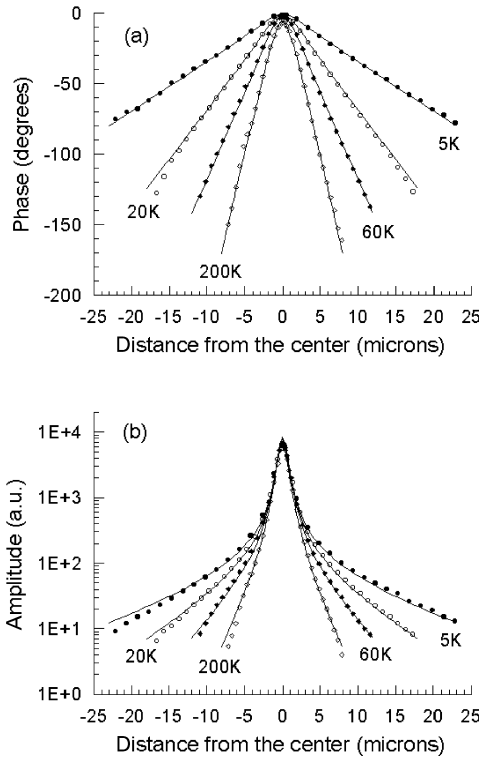 (a)
0
-50
-100
-150
-200
Phase (degrees)
5K
20K
60K
200K
-25 -20 -15 -10 -5 0 5 10 15 20 25
Distance from the center (microns)
(b)
1E+4
1E+3
1E+2
1E+1
1E+0
Amplitude (a.u.)
5K
20K
60K
200K
-25 -20 -15 -10 -5 0 5 10 15 20 25
Distance from the center (microns)